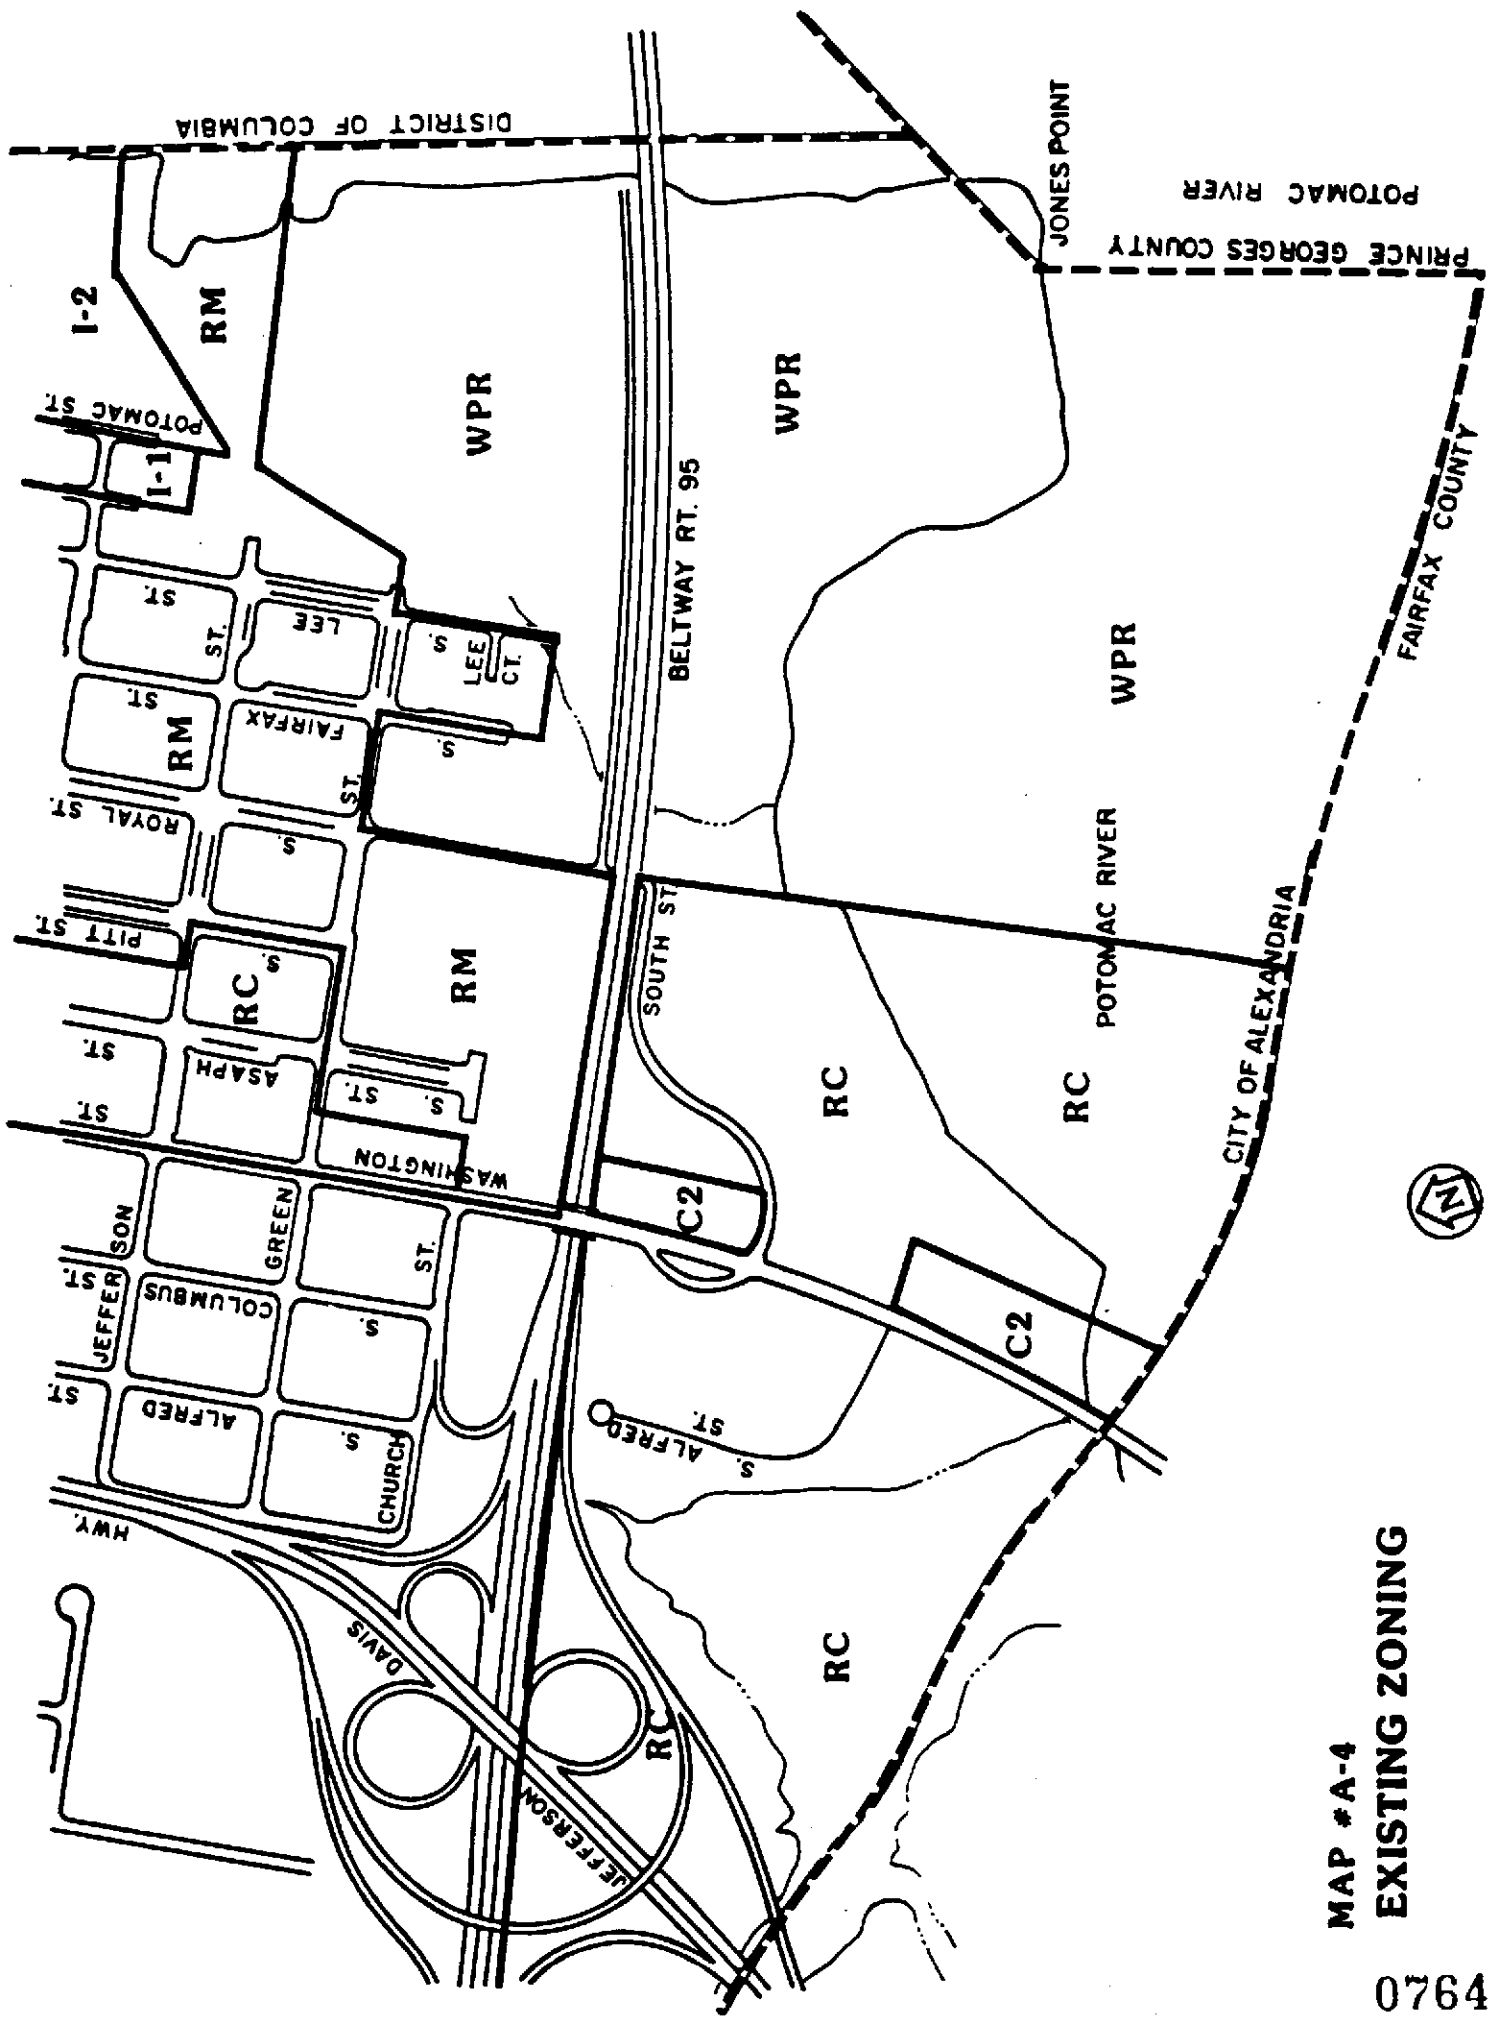 DISTRICT OF COLUMBIA
JONES POINT
POTOMAC RIVER
PRINCE GEORGES COUNTY
I-2
RM
POTOMAC ST.
I-1
WPR
WPR
BELTWAY RT. 95
FAIRFAX COUNTY
ST.
LEE
S.
ST.
LEE
CT.
WPR
ST.
FAIRFAX
S.
RM
ST.
ROYAL ST.
S.
PITT ST.
S.
RC
RM
SOUTH ST.
POTOMAC RIVER
CITY OF ALEXANDRIA
ST.
ASAPH
ST.
S.
RC
RC
ST.
WASHINGTON
C2
N
JEFFERSON
ST.
GREEN
ST.
COLUMBUS
S.
C2
ST.
ALFRED
S.
CHURCH
S. ALFRED ST.
HWY.
DAVIS
JEFFERSON
RC
RC
MAP #A-4
EXISTING ZONING
0764